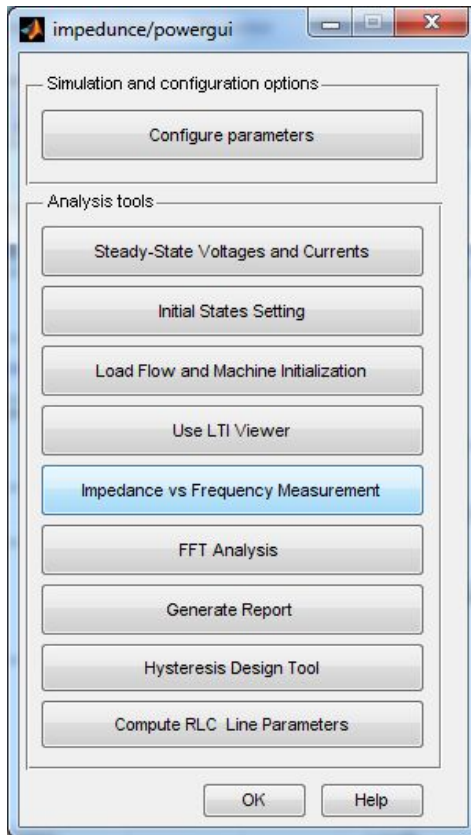 impedunce/powergui
Simulation and configuration options
Configure parameters
Analysis tools
Steady-State Voltages and Currents
Initial States Setting
Load Flow and Machine Initialization
Use LTI Viewer
Impedance vs Frequency Measurement
FFT Analysis
Generate Report
Hysteresis Design Tool
Compute RLC Line Parameters
OK Help